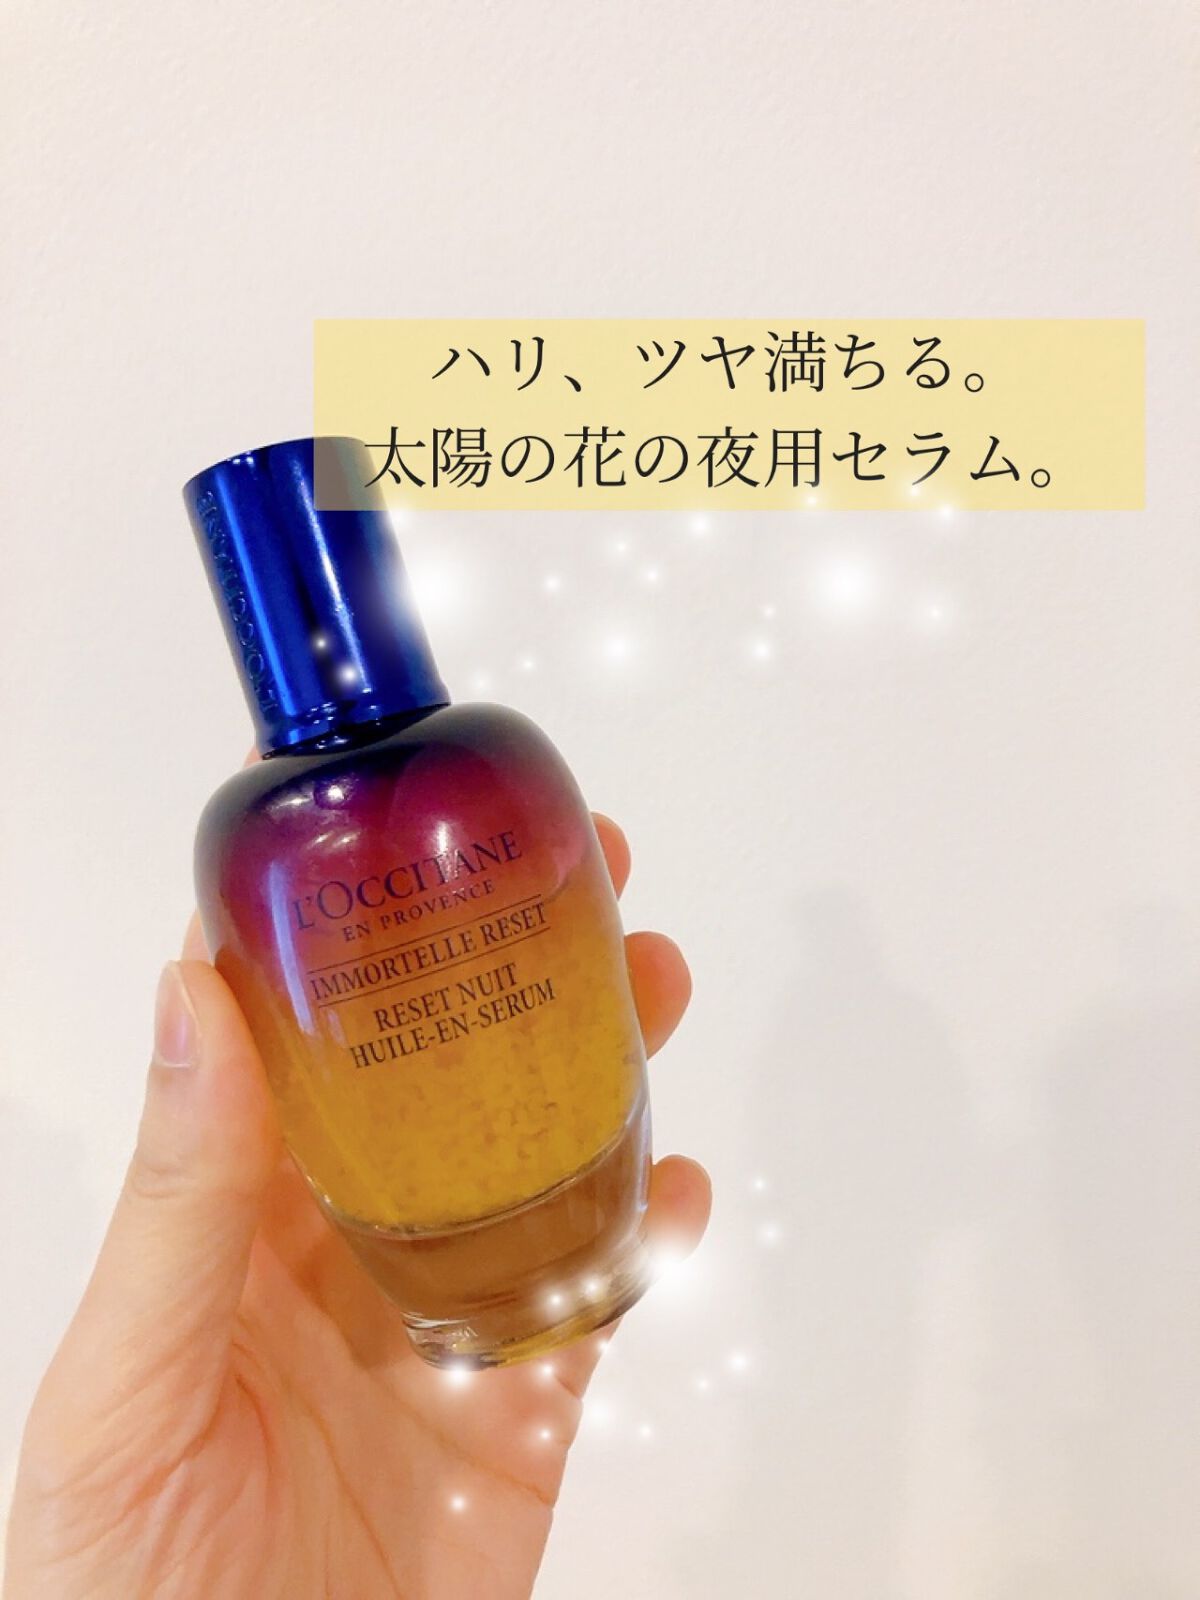 ハリ、ツヤ満ちる。
太陽の花の夜用セラム。
L'OCCITANE
L'OCCITANE
EN PROVENCE
IMMORTELLE RESET
RESET NUIT
HUILE-EN-SERUM